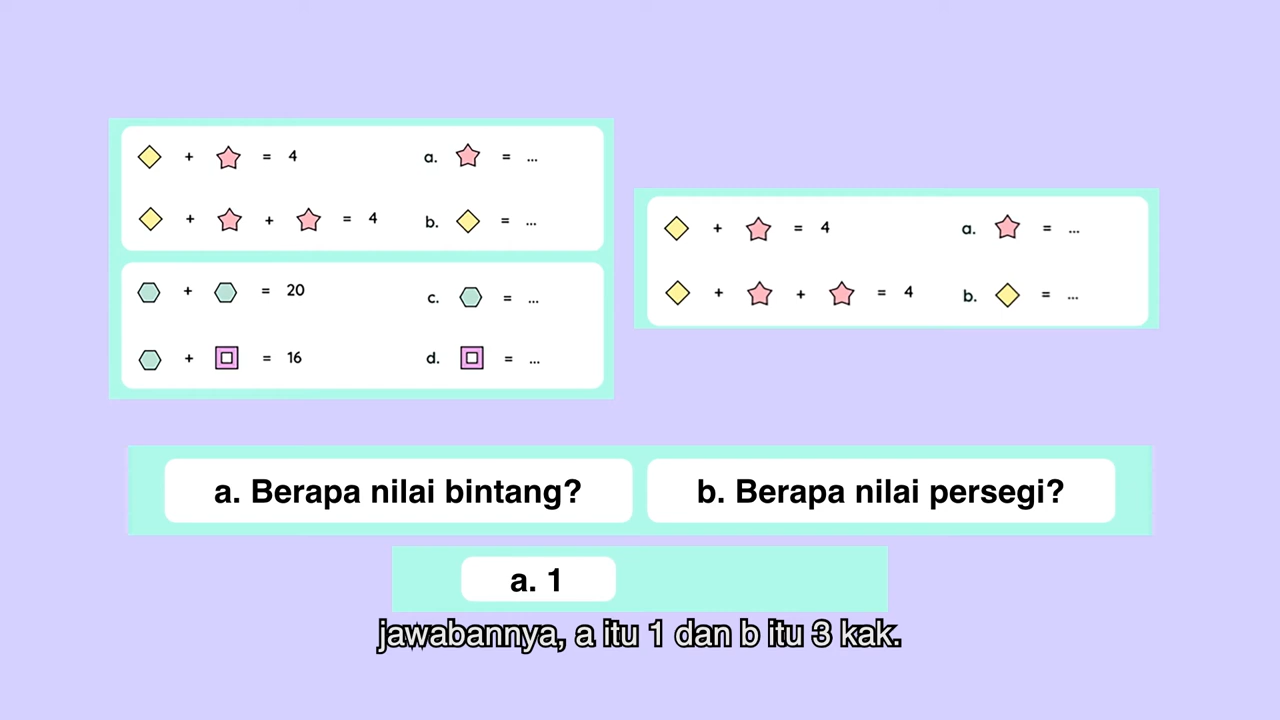 + = 4 a. = ...
+ + = 4 b. = ...
+ = 20 c. = ...
+ = 16 d. = ...
+ = 4 a. = ...
+ + = 4 b. = ...
a. Berapa nilai bintang?
b. Berapa nilai persegi?
a. 1
jawabannya, a itu 1 dan b itu 3 kak.